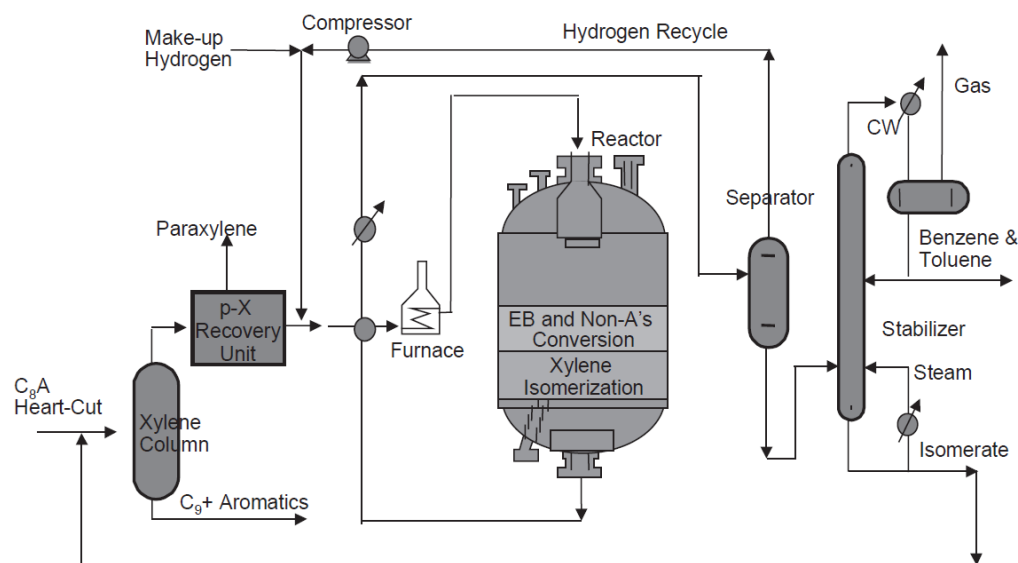 Compressor
Make-up
Hydrogen
Hydrogen Recycle
Gas
CW
Reactor
Separator
Paraxylene
Benzene &
Toluene
p-X
Recovery
Unit
EB and Non-A's
Conversion
Stabilizer
Furnace
Xylene
Isomerization
Steam
C₈A
Heart-Cut
Xylene
Column
Isomerate
C₉+ Aromatics